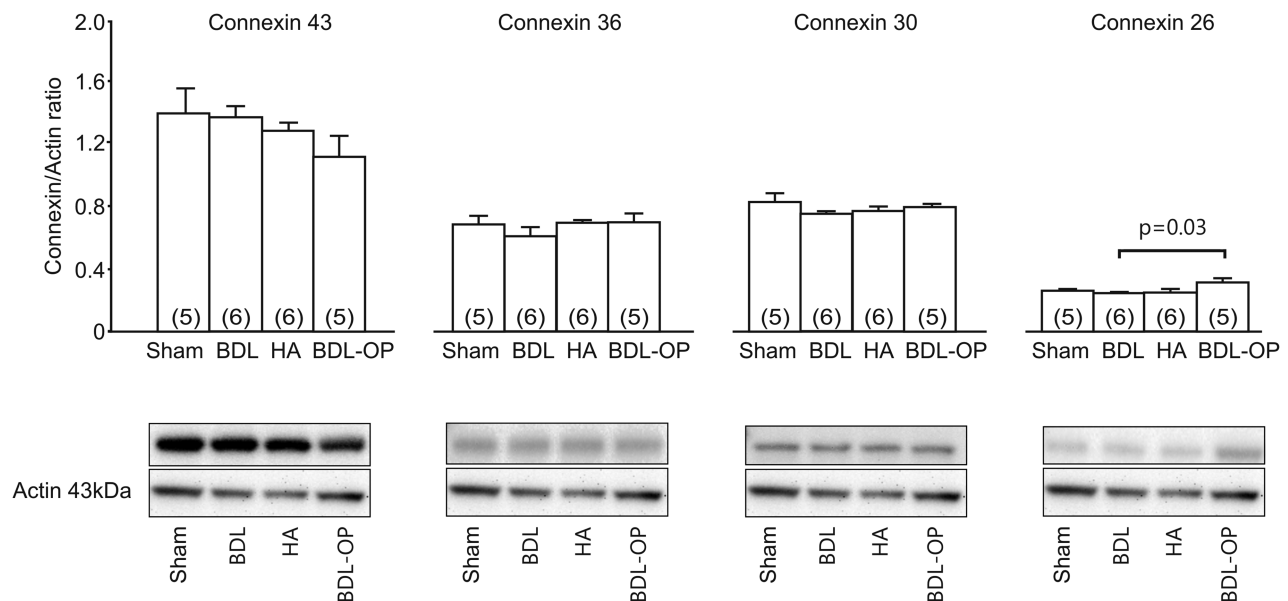 Connexin 43
Connexin 36
Connexin 30
Connexin 26
Connexin/Actin ratio
2.0
1.6
1.2
0.8
0.4
0
p=0.03
(5) (6) (6) (5)
(5) (6) (6) (5)
(5) (6) (6) (5)
(5) (6) (6) (5)
Sham BDL HA BDL-OP
Sham BDL HA BDL-OP
Sham BDL HA BDL-OP
Sham BDL HA BDL-OP
Actin 43kDa
Sham BDL HA BDL-OP
Sham BDL HA BDL-OP
Sham BDL HA BDL-OP
Sham BDL HA BDL-OP